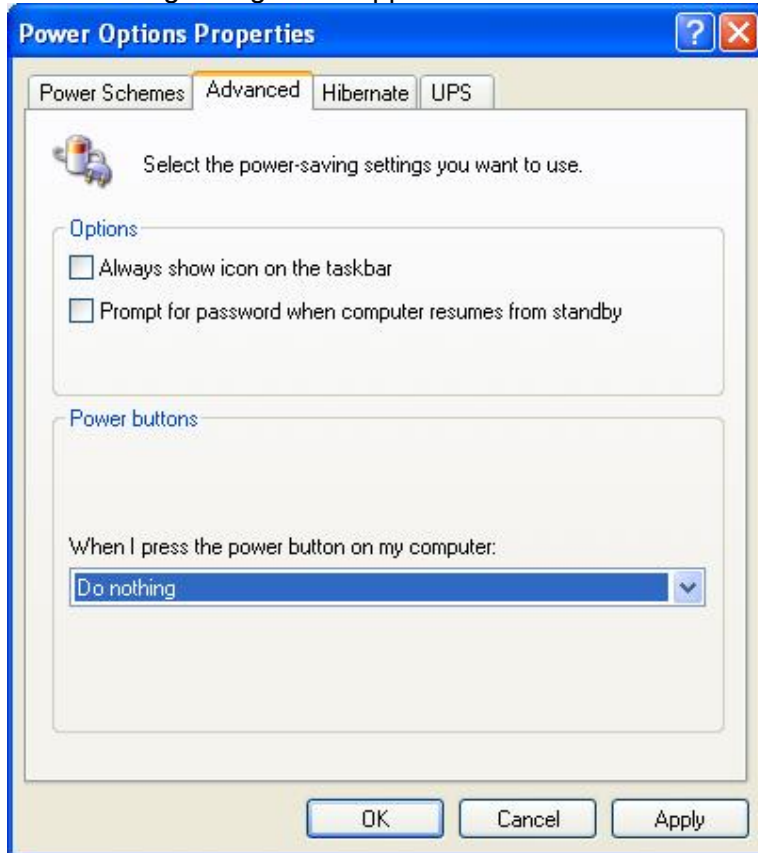 Power Options Properties
Power Schemes Advanced Hibernate UPS
Select the power-saving settings you want to use.
Options
Always show icon on the taskbar
Prompt for password when computer resumes from standby
Power buttons
When I press the power button on my computer:
Do nothing
OK Cancel Apply